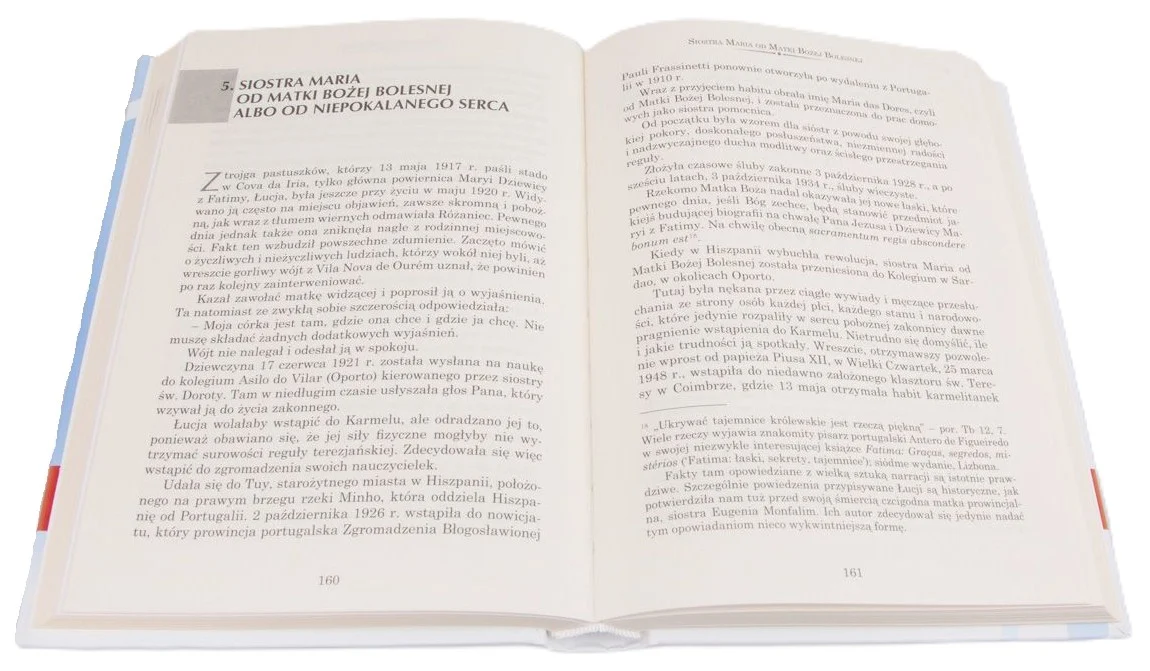 5. SIOSTRA MARIA
OD MATKI BOŻEJ BOLESNEJ
ALBO OD NIEPOKALANEGO SERCA
Z trojga pastuszków, którzy 13 maja 1917 r. paśli stado
w Cova da Iria, tylko główna powiernica Maryi Dziewicy
z Fatimy, Łucja, była jeszcze przy życiu w maju 1920 r. Widy-
wano ją często na miejscu objawień, zawsze skromną i poboż-
ną, jak wraz z tłumem wiernych odmawiała Różaniec. Pewnego
dnia jednak także ona zniknęła nagle z rodzinnej miejscowo-
ści. Fakt ten wzbudził powszechne zdumienie. Zaczęto mówić
o życzliwych i nieżyczliwych ludziach, którzy wokół niej byli, aż
wreszcie gorliwy wójt z Vila Nova de Ourém uznał, że powinien
po raz kolejny zainterweniować.
Kazał zawołać matkę widzącej i poprosił ją o wyjaśnienia.
Ta natomiast ze zwykłą sobie szczerością odpowiedziała:
– Moja córka jest tam, gdzie ona chce i gdzie ja chcę. Nie
muszę składać żadnych dodatkowych wyjaśnień.
Wójt nie nalegał i odesłał ją w spokoju.
Dziewczyna 17 czerwca 1921 r. została wysłana na naukę
do kolegium Asilo do Vilar (Oporto) kierowanego przez siostry
św. Doroty. Tam w niedługim czasie usłyszała głos Pana, który
wzywał ją do życia zakonnego.
Łucja wolałaby wstąpić do Karmelu, ale odradzano jej to,
ponieważ obawiano się, że jej siły fizyczne mogłyby nie wy-
trzymać surowości reguły terezjańskiej. Zdecydowała się więc
wstąpić do zgromadzenia swoich nauczycielek.
Udała się do Tuy, starożytnego miasta w Hiszpanii, położo-
nego na prawym brzegu rzeki Minho, która oddziela Hiszpa-
nię od Portugalii. 2 października 1926 r. wstąpiła do nowicja-
tu, który prowincja portugalska Zgromadzenia Błogosławionej
160
SIOSTRA MARIA OD MATKI BOŻEJ BOLESNEJ
Pauli Frassinetti ponownie otworzyła po wydaleniu z Portuga-
lii w 1910 r.
Wraz z przyjęciem habitu obrała imię Maria das Dores, czyli
od Matki Bożej Bolesnej, i została przeznaczona do prac domo-
wych jako siostra pomocnica.
Od początku była wzorem dla sióstr z powodu swojej głębo-
kiej pokory, doskonałego posłuszeństwa, niezmiennej radości
i nadzwyczajnego ducha modlitwy oraz ścisłego przestrzegania
reguły.
Złożyła czasowe śluby zakonne 3 października 1928 r., a po
sześciu latach, 3 października 1934 r., śluby wieczyste.
Rzekomo Matka Boża nadal okazywała jej nowe łaski, które
pewnego dnia, jeśli Bóg zechce, będą stanowić przedmiot ja-
kiejś budującej biografii na chwałę Pana Jezusa i Dziewicy Ma-
ryi z Fatimy. Na chwilę obecną sacramentum regis abscondere
bonum est¹⁸.
Kiedy w Hiszpanii wybuchła rewolucja, siostra Maria od
Matki Bożej Bolesnej została przeniesiona do Kolegium w Sar-
dao, w okolicach Oporto.
Tutaj była nękana przez ciągłe wywiady i męczące przesłu-
chania ze strony osób każdej płci, każdego stanu i narodowo-
ści, które jedynie rozpaliły w sercu pobożnej zakonnicy dawne
pragnienie wstąpienia do Karmelu. Nietrudno się domyślić, ile
i jakie trudności ją spotkały. Wreszcie, otrzymawszy pozwole-
nie wprost od papieża Piusa XII, w Wielki Czwartek, 25 marca
1948 r., wstąpiła do niedawno założonego klasztoru św. Tere-
sy w Coimbrze, gdzie 13 maja otrzymała habit karmelitanek
¹⁸ „Ukrywać tajemnice królewskie jest rzeczą piękną” – por. Tb 12, 7.
Wiele rzeczy wyjawia znakomity pisarz portugalski Antero de Figueiredo
w swojej niezwykle interesującej książce Fatima: Graças, segredos, mi-
stérios ('Fatima: łaski, sekrety, tajemnice'); siódme wydanie, Lizbona.
Fakty tam opowiedziane z wielką sztuką narracji są istotnie praw-
dziwe. Szczególnie powiedzenia przypisywane Łucji są historyczne, jak
potwierdziła nam tuż przed swoją śmiercią czcigodna matka prowincjal-
na, siostra Eugenia Monfalim. Ich autor zdecydował się jedynie nadać
tym opowiadaniom nieco wykwintniejszą formę.
161